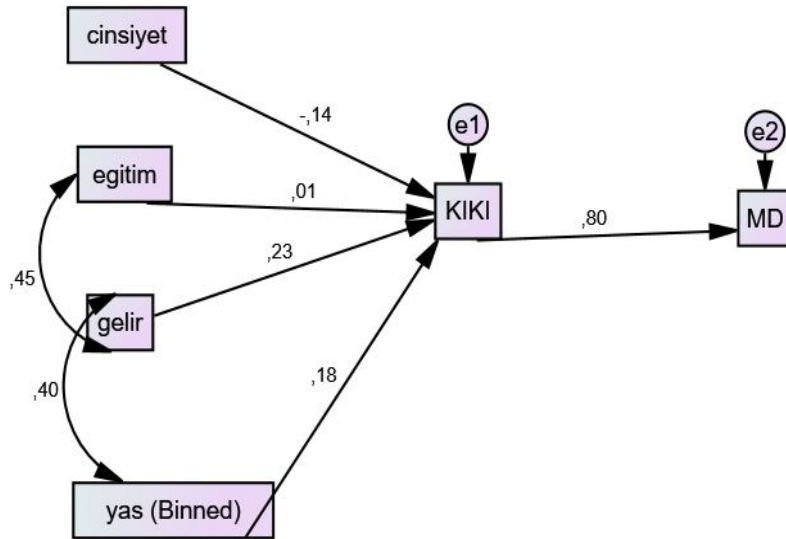 cinsiyet
-,14
e1
e2
egitim
,01
KIKI
,80
MD
,45
,23
gelir
,40
,18
yas (Binned)